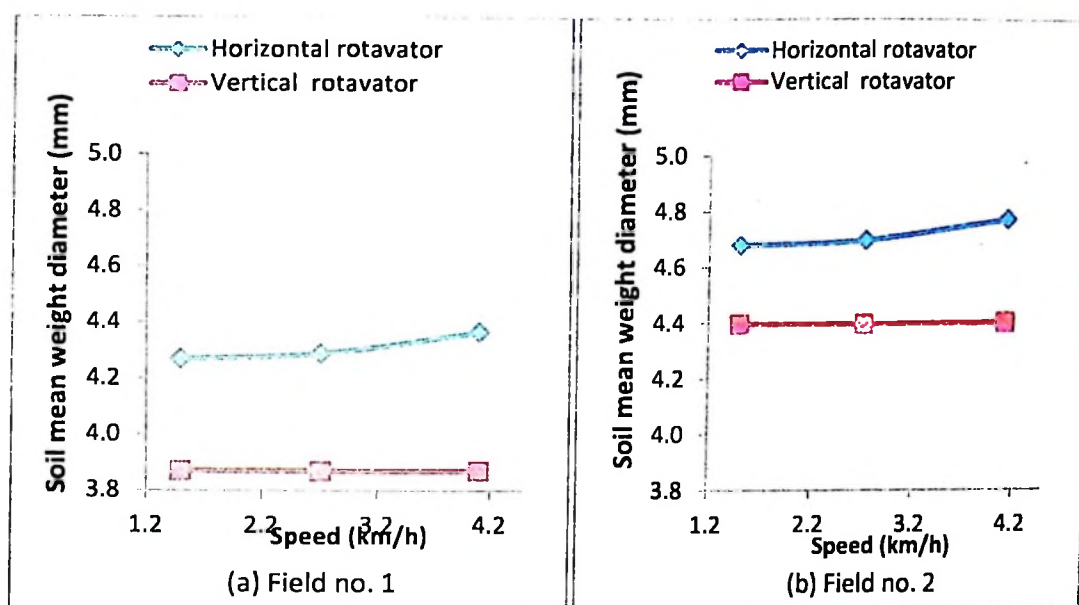 Horizontal rotavator
Vertical rotavator
Soil mean weight diameter (mm)
5.0
4.8
4.6
4.4
4.2
4.0
3.8
1.2
2.2
3.2
4.2
Speed (km/h)
(a) Field no. 1
Horizontal rotavator
Vertical rotavator
Soil mean weight diameter (mm)
5.0
4.8
4.6
4.4
4.2
4.0
3.8
1.2
2.2
3.2
4.2
Speed (km/h)
(b) Field no. 2